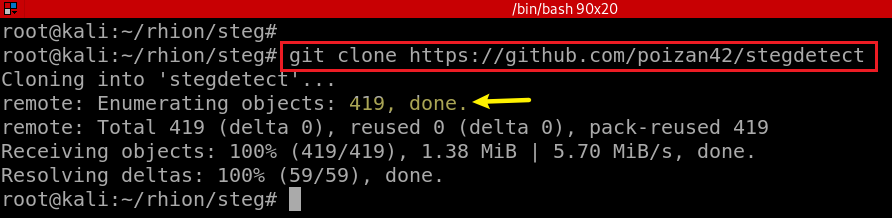 /bin/bash 90x20
root@kali:~/rhion/steg#
root@kali:~/rhion/steg# git clone https://github.com/poizan42/stegdetect
Cloning into 'stegdetect'...
remote: Enumerating objects: 419, done.
remote: Total 419 (delta 0), reused 0 (delta 0), pack-reused 419
Receiving objects: 100% (419/419), 1.38 MiB | 5.70 MiB/s, done.
Resolving deltas: 100% (59/59), done.
root@kali:~/rhion/steg#